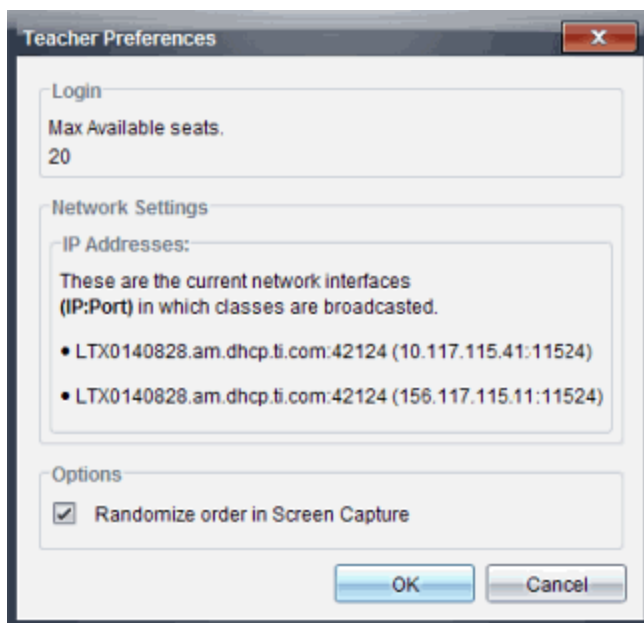 Teacher Preferences
Login
Max Available seats.
20
Network Settings
IP Addresses:
These are the current network interfaces
(IP:Port) in which classes are broadcasted.
• LTX0140828.am.dhcp.ti.com:42124 (10.117.115.41:11524)
• LTX0140828.am.dhcp.ti.com:42124 (156.117.115.11:11524)
Options
Randomize order in Screen Capture
OK Cancel